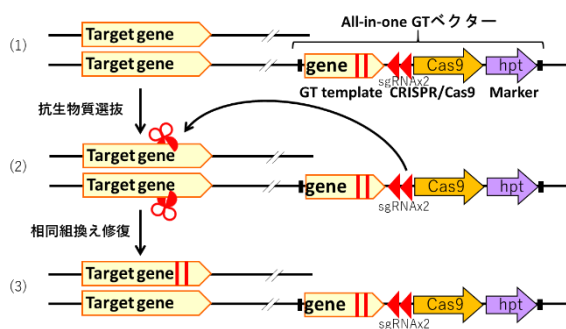 All-in-one GTベクター
(1)
Target gene
Target gene
gene
sgRNAx2
Cas9
hpt
GT template
CRISPR/Cas9
Marker
抗生物質選抜
(2)
Target gene
Target gene
gene
sgRNAx2
Cas9
hpt
相同組換え修復
(3)
Target gene
Target gene
gene
sgRNAx2
Cas9
hpt